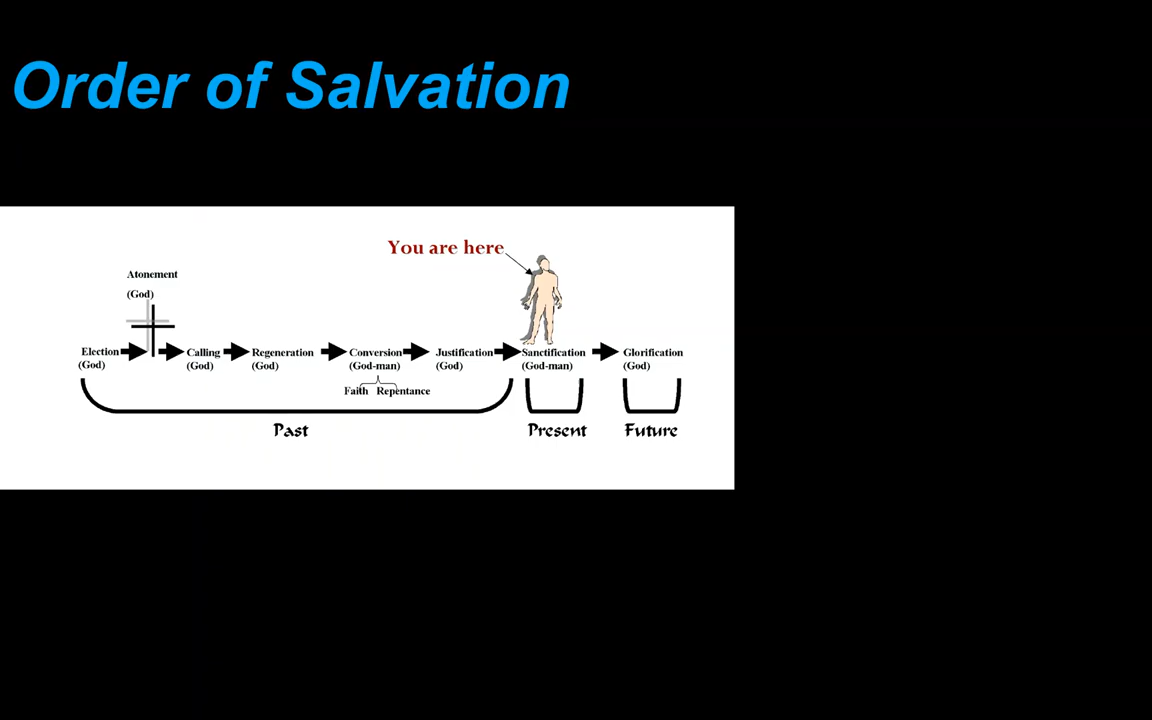 Order of Salvation
You are here
Atonement
(God)
Election Calling Regeneration Conversion Justification Sanctification Glorification
(God) (God) (God) (God-man) (God) (God-man) (God)
Faith Repentance
Past Present Future